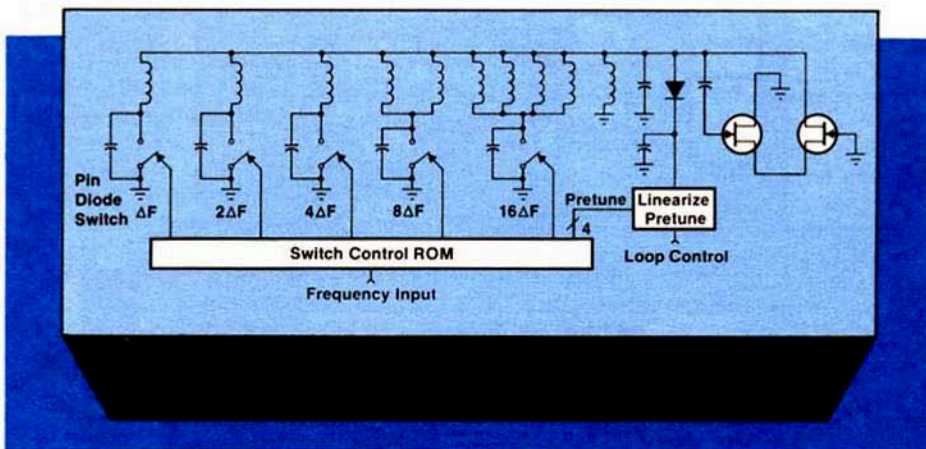 Pin
Diode
Switch
ΔF
2ΔF
4ΔF
8ΔF
16ΔF
Pretune
4
Linearize
Pretune
Loop Control
Switch Control ROM
Frequency Input